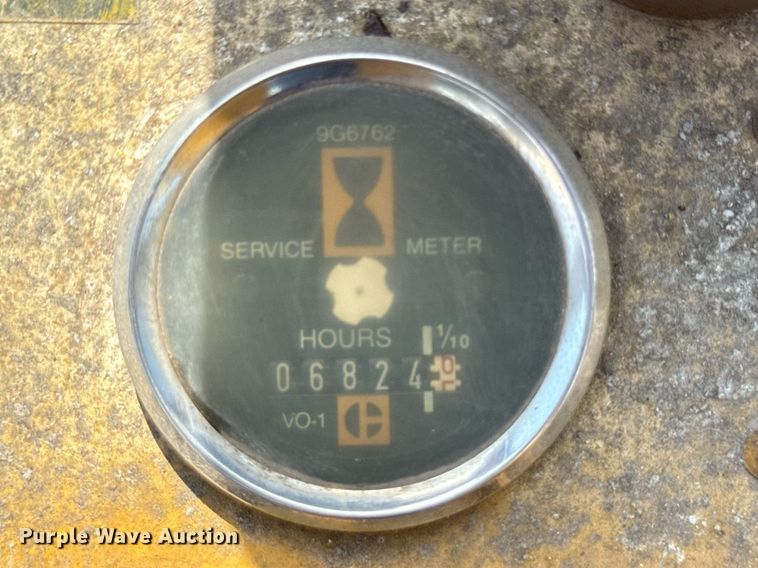 9G6762
SERVICE METER
HOURS 1/10
06824
VO-1
Purple Wave Auction